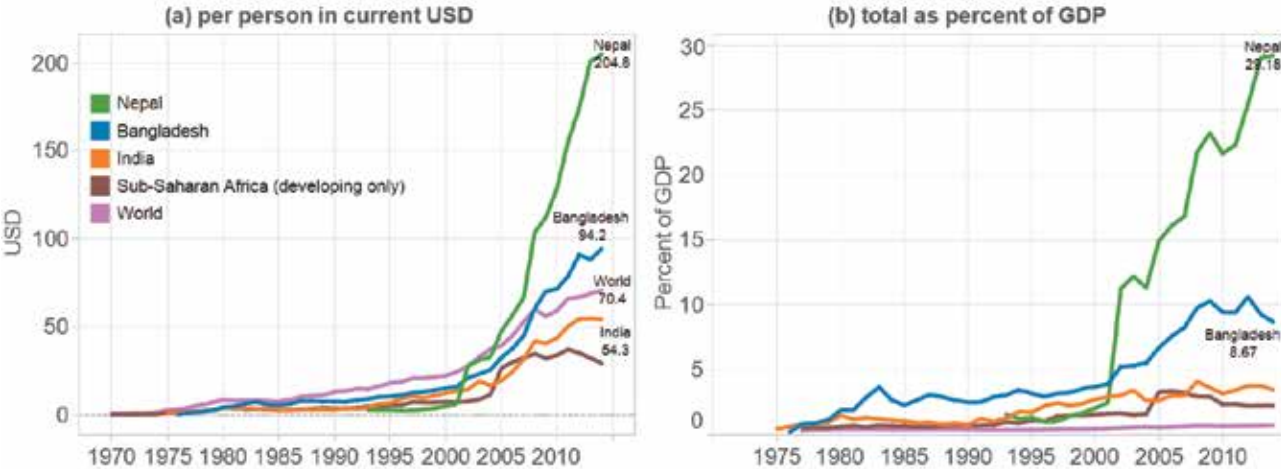 (a) per person in current USD
USD
200
150
100
50
0
Nepal
Bangladesh
India
Sub-Saharan Africa (developing only)
World
Nepal
204.8
Bangladesh
94.2
World
70.4
India
54.3
1970 1975 1980 1985 1990 1995 2000 2005 2010
(b) total as percent of GDP
Percent of GDP
30
25
20
15
10
5
0
Nepal
29.18
Bangladesh
8.67
1975 1980 1985 1990 1995 2000 2005 2010